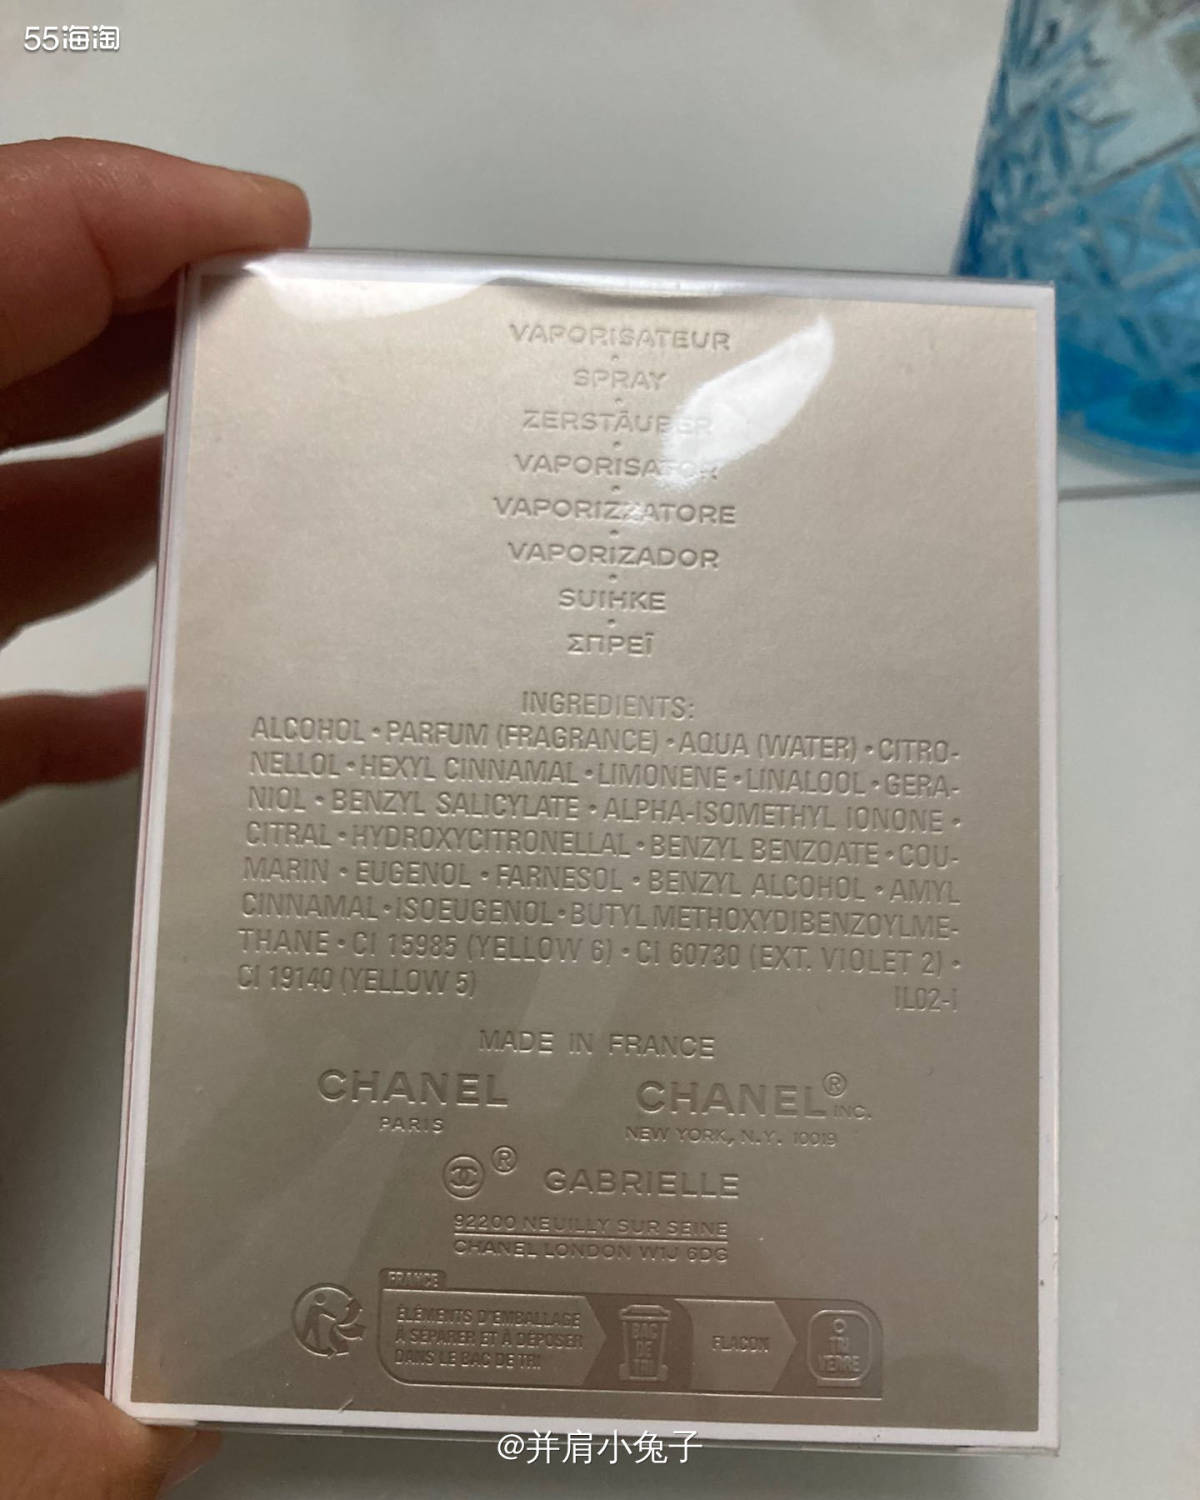 55海淘
VAPORISATEUR
•
SPRAY
•
ZERSTÄUBER
•
VAPORISATOR
•
VAPORIZZATORE
•
VAPORIZADOR
•
SUIHKE
•
ΣΠΡΕΪ
INGREDIENTS:
ALCOHOL • PARFUM (FRAGRANCE) • AQUA (WATER) • CITRO-
NELLOL • HEXYL CINNAMAL • LIMONENE • LINALOOL • GERA-
NIOL • BENZYL SALICYLATE • ALPHA-ISOMETHYL IONONE •
CITRAL • HYDROXYCITRONELLAL • BENZYL BENZOATE • COU-
MARIN • EUGENOL • FARNESOL • BENZYL ALCOHOL • AMYL
CINNAMAL • ISOEUGENOL • BUTYL METHOXYDIBENZOYLME-
THANE • CI 15985 (YELLOW 6) • CI 60730 (EXT. VIOLET 2) •
CI 19140 (YELLOW 5)
IL02-1
MADE IN FRANCE
CHANEL
PARIS
CHANEL® INC.
NEW YORK, N.Y. 10019
® GABRIELLE
92200 NEUILLY SUR SEINE
CHANEL LONDON W1J 6DG
FRANCE
ÉLÉMENTS D'EMBALLAGE
À SÉPARER ET À DÉPOSER
DANS LE BAC DE TRI
BAC
DE
TRI
FLACON
TRI
VERRE
@并肩小兔子